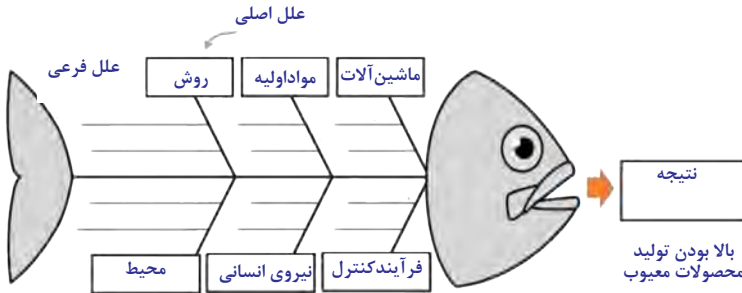 علل اصلی
علل فرعی
روش
مواداولیه
ماشین‌آلات
نتیجه
بالا بودن تولید
محصولات معیوب
محیط
نیروی انسانی
فرآیندکنترل